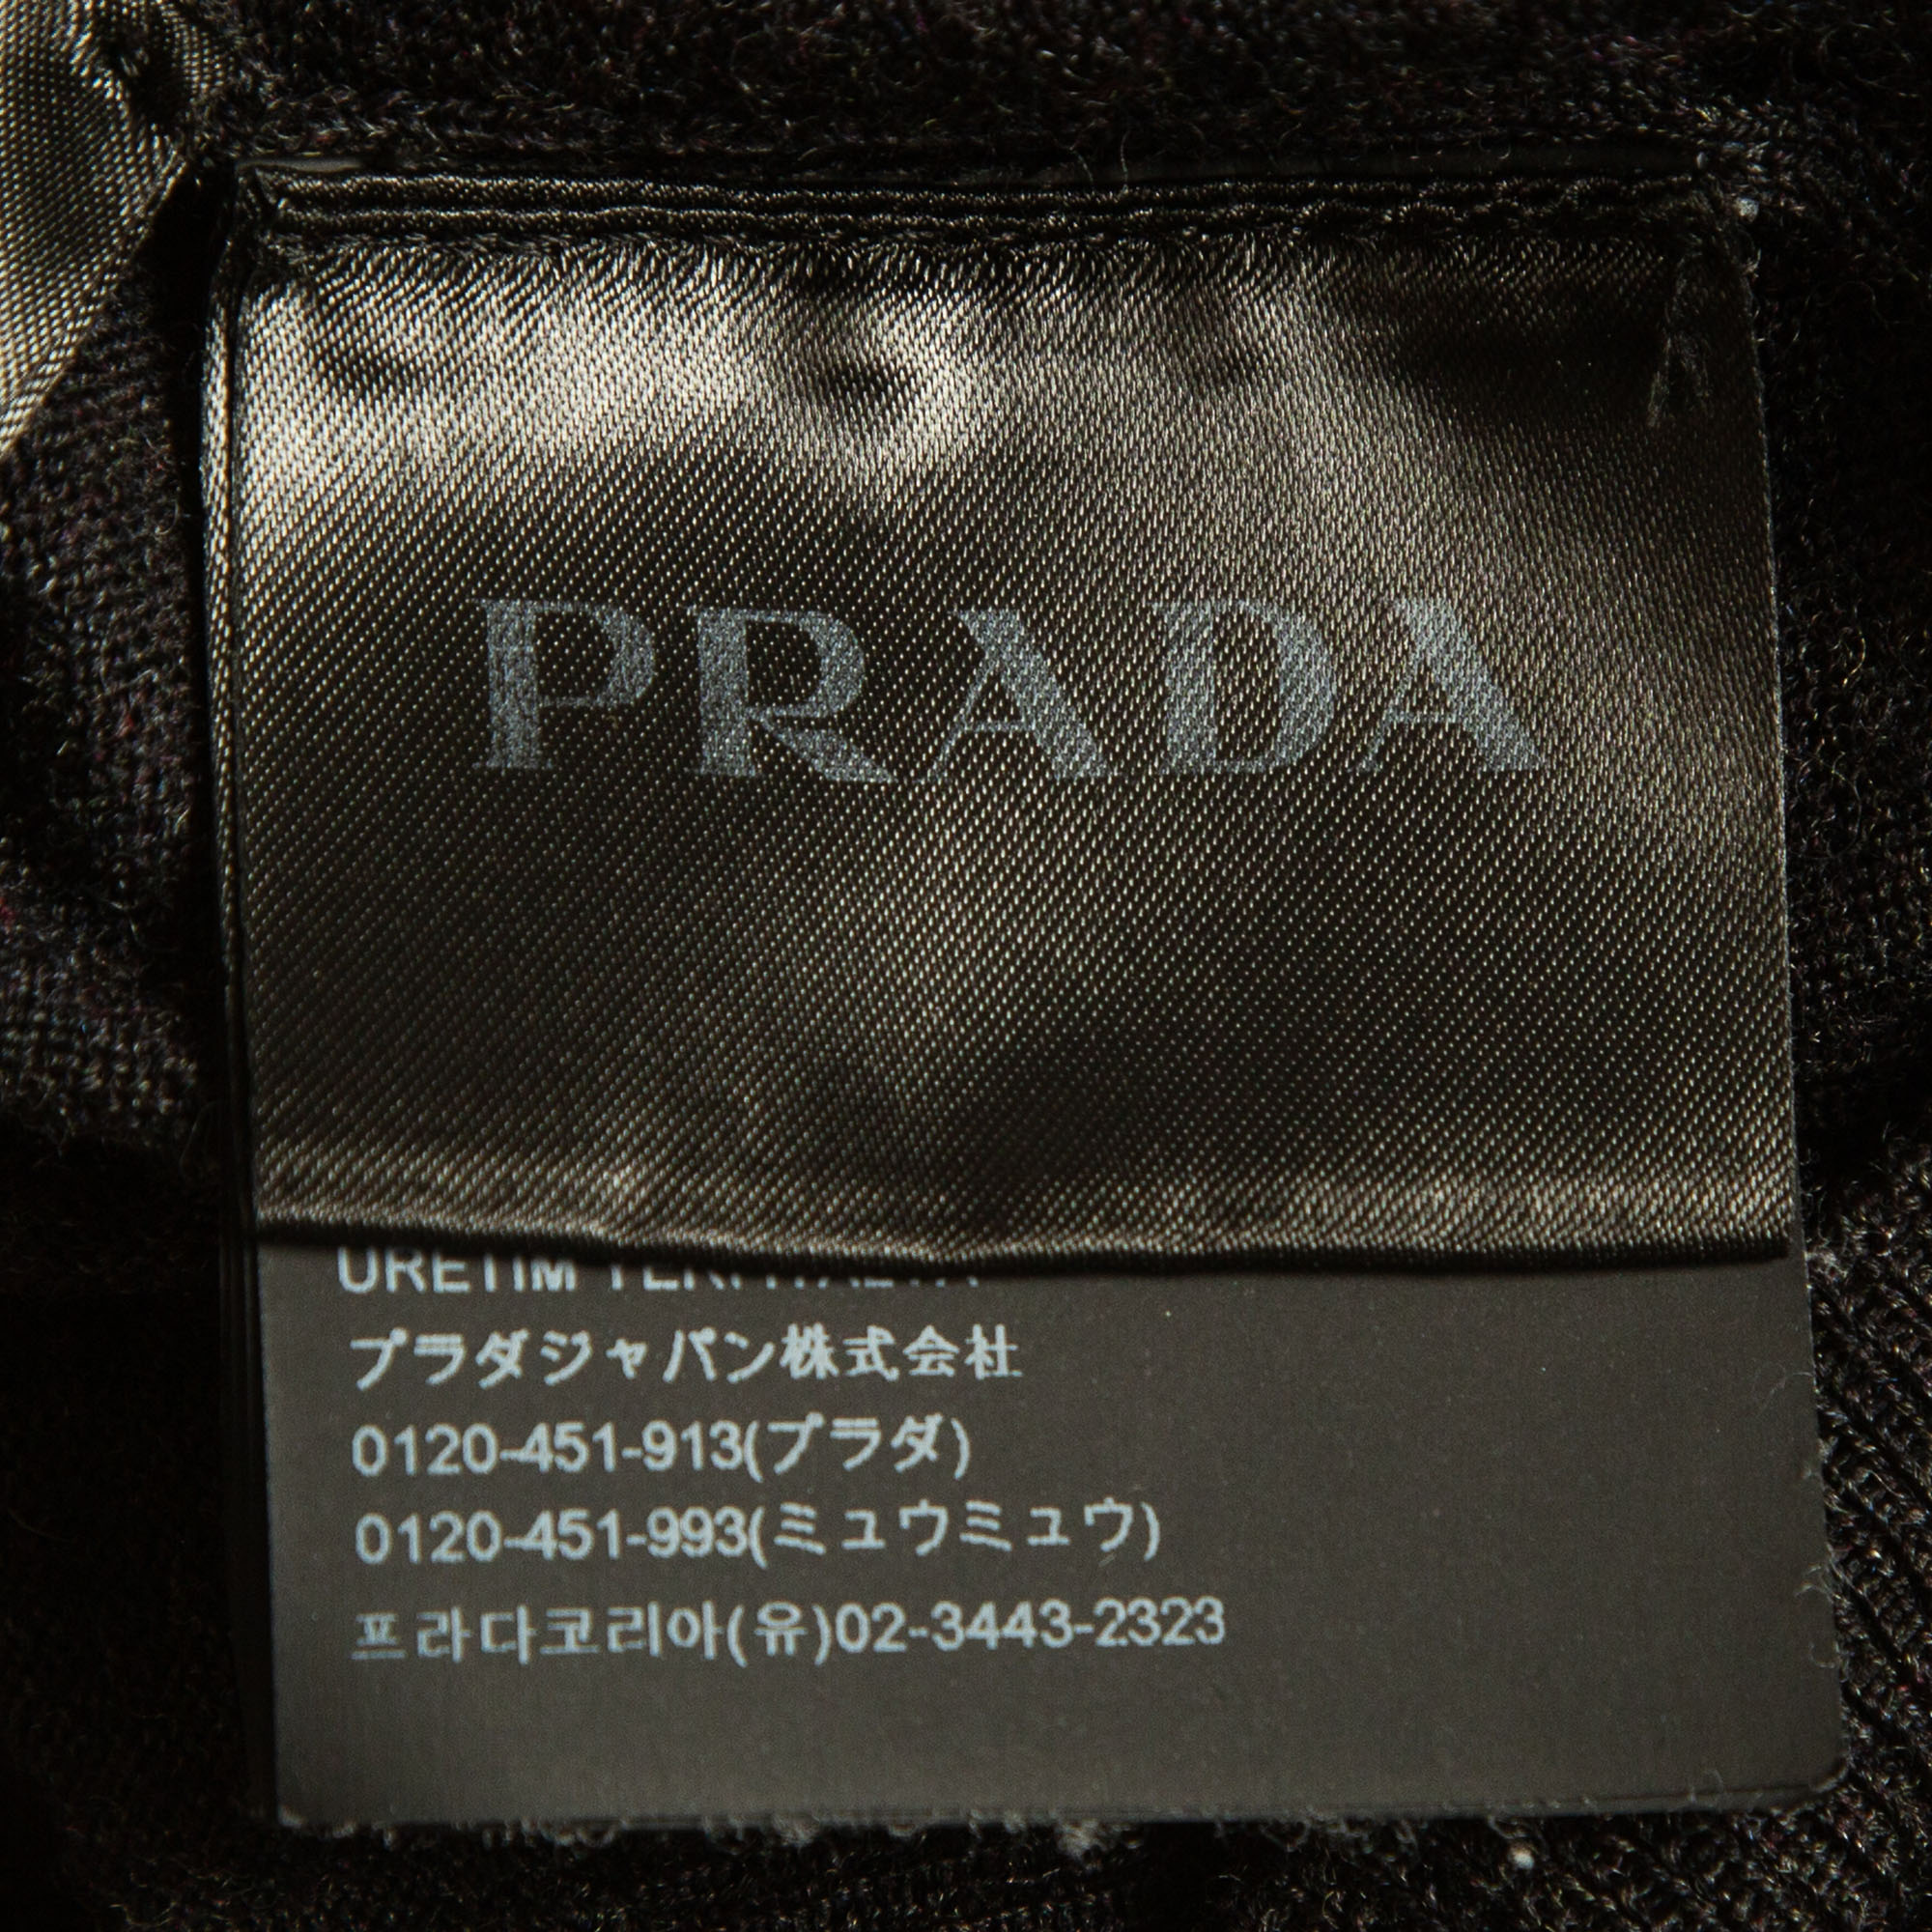 PRADA
URETIM
プラダジャパン株式会社
0120-451-913(プラダ)
0120-451-993(ミュウミュウ)
프라다코리아(유)02-3443-2323